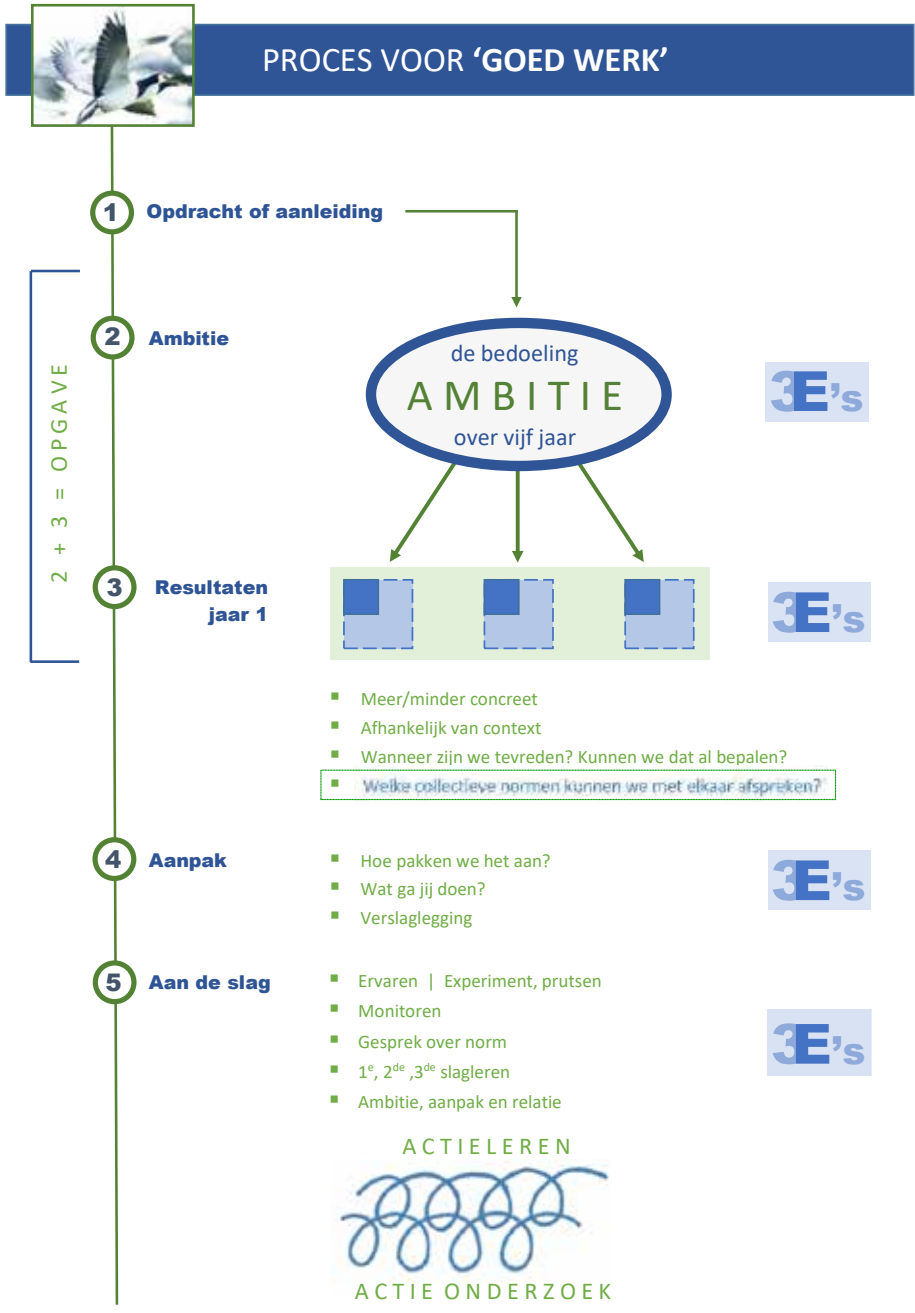 PROCES VOOR ‘GOED WERK’
1 Opdracht of aanleiding
2 Ambitie
de bedoeling
AMBITIE
over vijf jaar
3E’s
2 + 3 = OPGAVE
3 Resultaten
jaar 1
3E’s
▪ Meer/minder concreet
▪ Afhankelijk van context
▪ Wanneer zijn we tevreden? Kunnen we dat al bepalen?
▪ Welke collectieve normen kunnen we met elkaar afspreken?
4 Aanpak
▪ Hoe pakken we het aan?
▪ Wat ga jij doen?
▪ Verslaglegging
3E’s
5 Aan de slag
▪ Ervaren | Experiment, prutsen
▪ Monitoren
▪ Gesprek over norm
▪ 1e, 2de ,3de slagleren
▪ Ambitie, aanpak en relatie
3E’s
ACTIELEREN
ACTIE ONDERZOEK